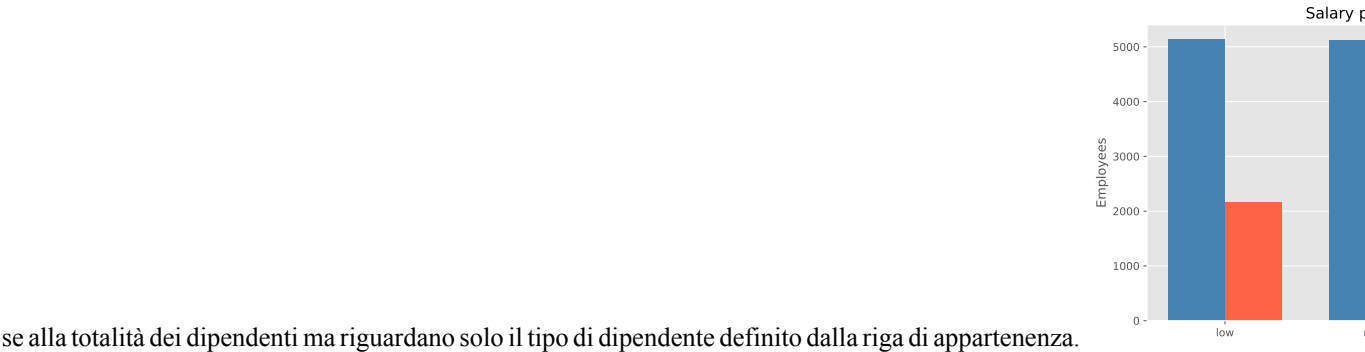 Salary p
5000
4000
3000
2000
1000
0
Employees
low
se alla totalità dei dipendenti ma riguardano solo il tipo di dipendente definito dalla riga di appartenenza.